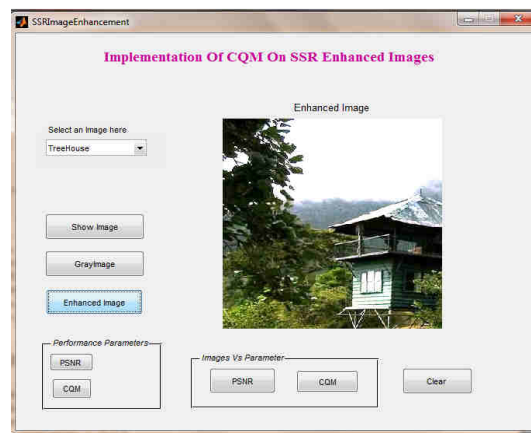 SSRImageEnhancement
Implementation Of CQM On SSR Enhanced Images
Enhanced Image
Select an Image here
TreeHouse
Show Image
GrayImage
Enhanced Image
Performance Parameters
PSNR
CQM
Images Vs Parameter
PSNR
CQM
Clear